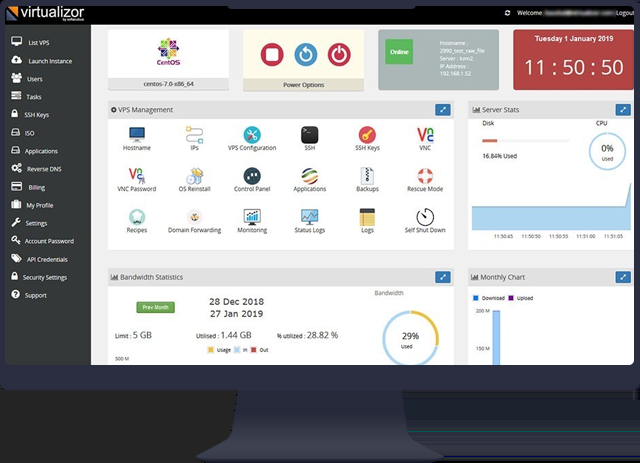 virtualizor
by softaculous
Welcome
Logout
List VPS
Launch Instance
Users
Tasks
SSH Keys
ISO
Applications
Reverse DNS
Billing
My Profile
Settings
Account Password
API Credentials
Security Settings
Support
CentOS
centos-7.0-x86_64
Power Options
Online
Hostname :
2990_test_raw_file
Server : kvm2
IP Address :
192.168.1.52
Tuesday 1 January 2019
11 : 50 : 50
VPS Management
Hostname
IPs
VPS Configuration
SSH
SSH Keys
VNC
VNC Password
OS Reinstall
Control Panel
Applications
Backups
Rescue Mode
Recipes
Domain Forwarding
Monitoring
Status Logs
Logs
Self Shut Down
Server Stats
Disk
CPU
16.84% Used
0%
Used
11:50:45
11:50:50
11:50:55
11:51:00
11:51:05
Bandwidth Statistics
Prev Month
28 Dec 2018
27 Jan 2019
Limit : 5 GB
Utilised : 1.44 GB
% utilized : 28.82 %
Usage
In
Out
500 M
Bandwidth
29%
Used
Monthly Chart
Download
Upload
200 M
150 M